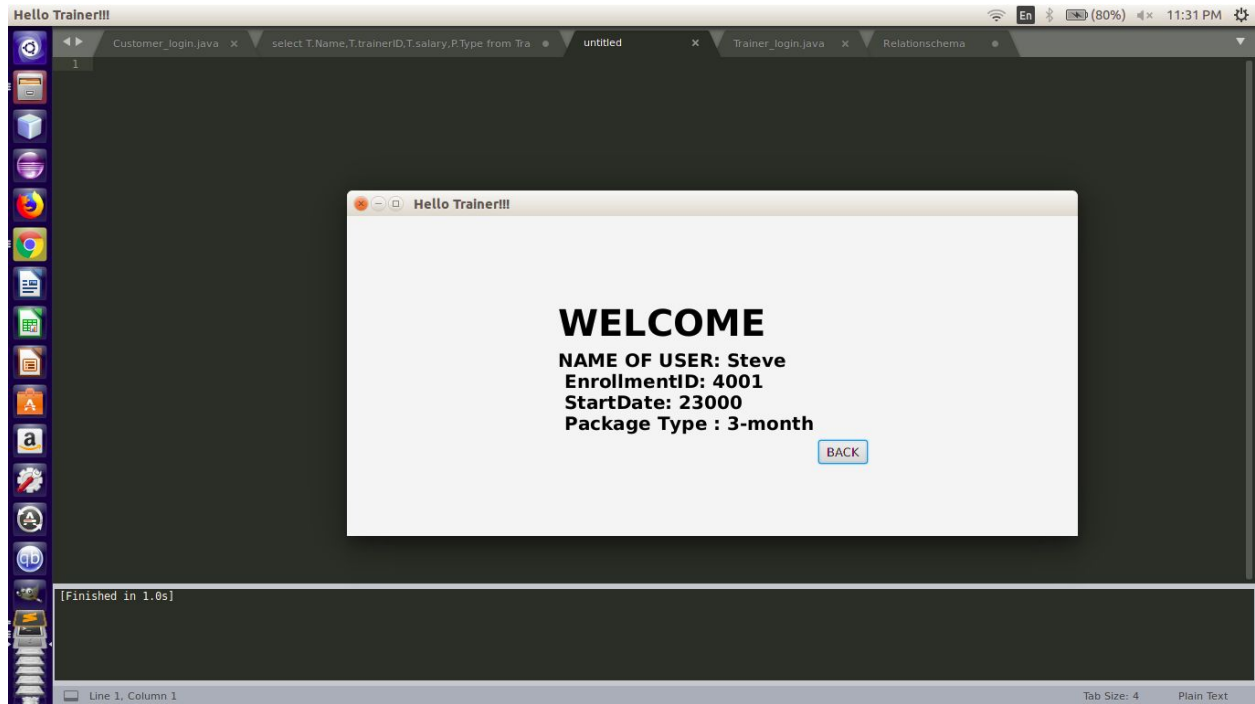 Hello Trainer!!!
En (80%) 11:31 PM
Customer_login.java x select T.Name,T.trainerID,T.salary,P.Type from Tra untitled x Trainer_login.java x Relationschema
1
Hello Trainer!!!
WELCOME
NAME OF USER: Steve
EnrollmentID: 4001
StartDate: 23000
Package Type : 3-month
BACK
[Finished in 1.0s]
Line 1, Column 1 Tab Size: 4 Plain Text
a
qb